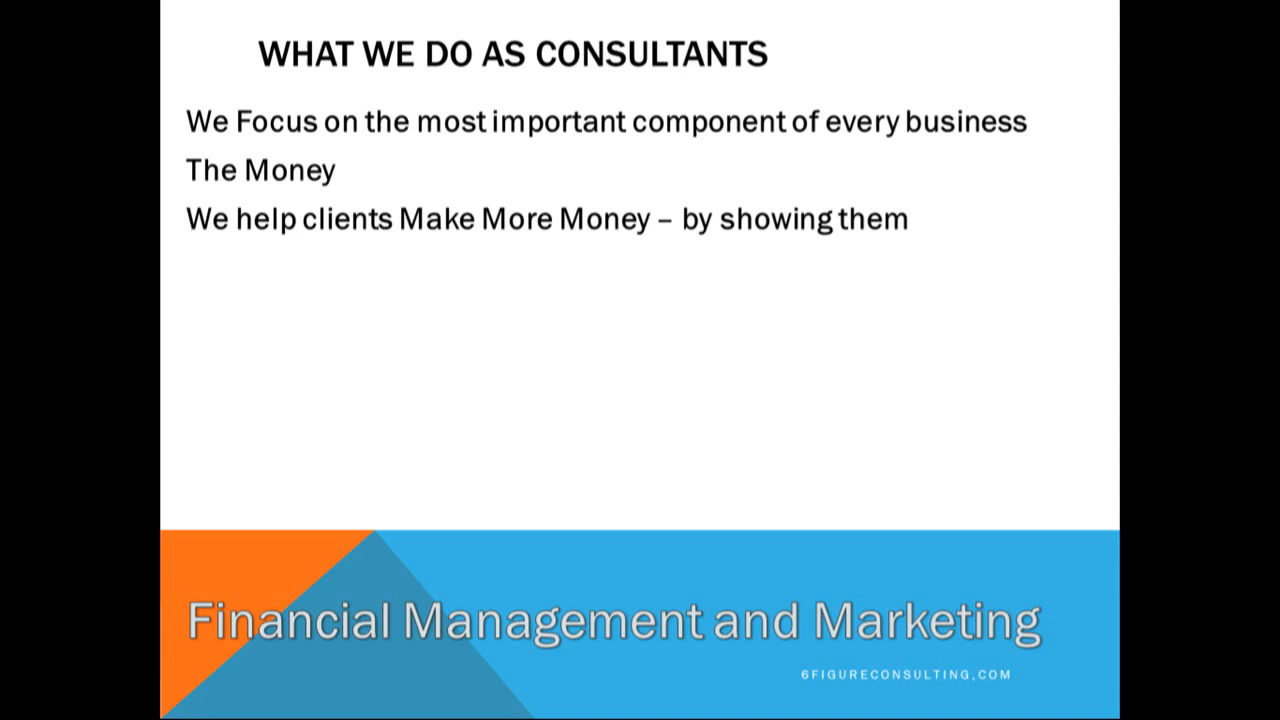 WHAT WE DO AS CONSULTANTS
We Focus on the most important component of every business
The Money
We help clients Make More Money – by showing them
Financial Management and Marketing
6FIGURECONSULTING,COM